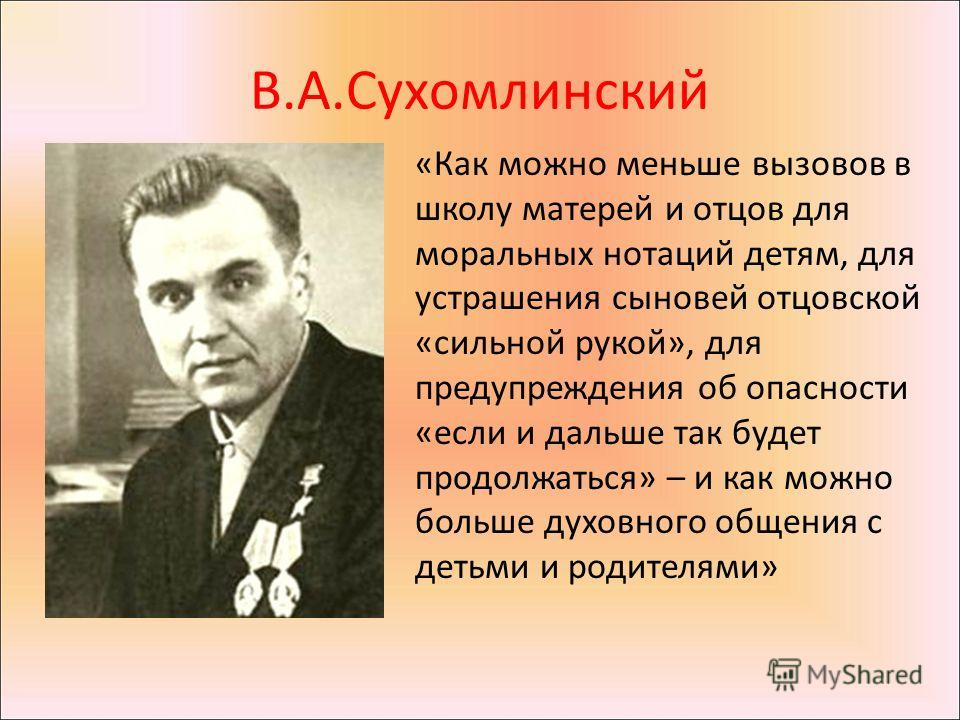 В.А.Сухомлинский
«Как можно меньше вызовов в
школу матерей и отцов для
моральных нотаций детям, для
устрашения сыновей отцовской
«сильной рукой», для
предупреждения об опасности
«если и дальше так будет
продолжаться» – и как можно
больше духовного общения с
детьми и родителями»
MyShared